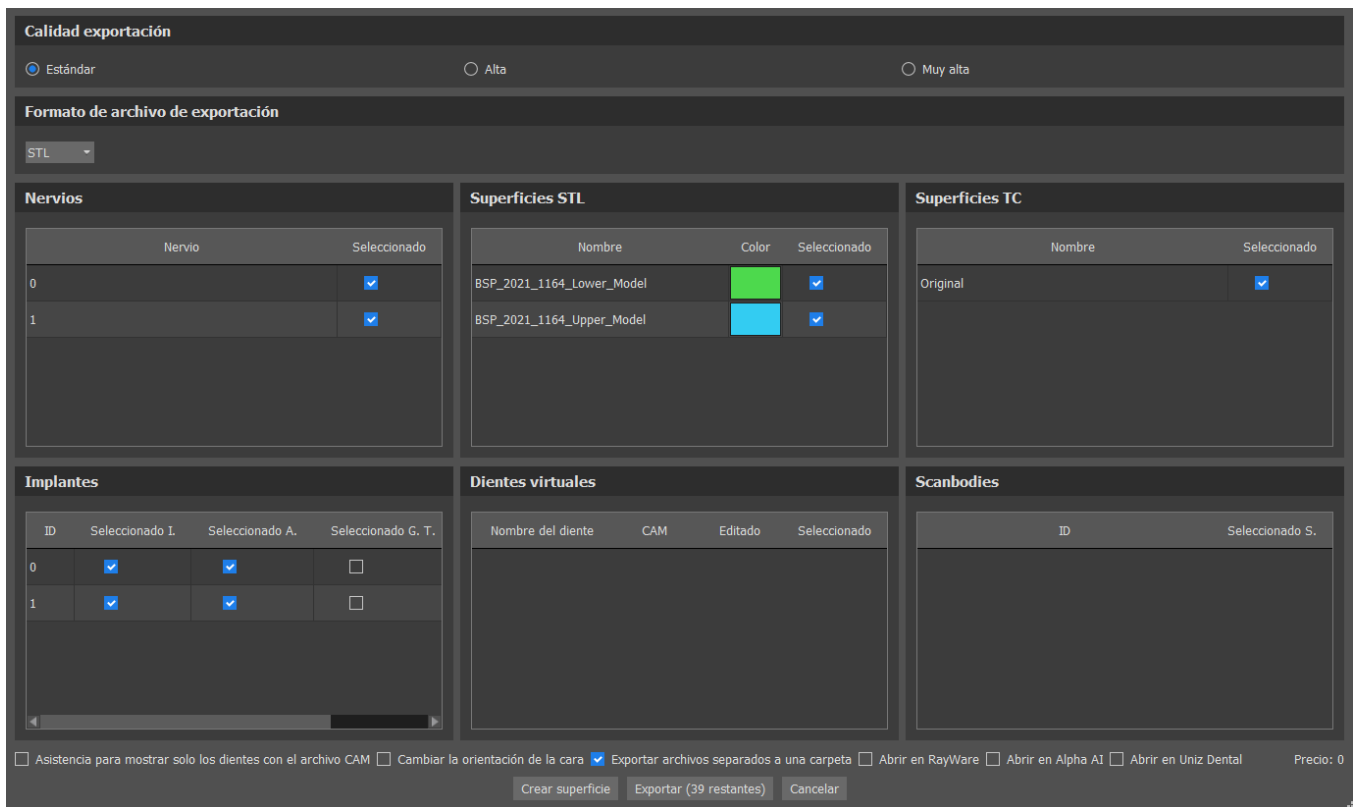 Calidad exportación
Estándar
Alta
Muy alta
Formato de archivo de exportación
STL
Nervios
Nervio Seleccionado
0
1
Superficies STL
Nombre Color Seleccionado
BSP_2021_1164_Lower_Model
BSP_2021_1164_Upper_Model
Superficies TC
Nombre Seleccionado
Original
Implantes
ID Seleccionado I. Seleccionado A. Seleccionado G. T.
0
1
Dientes virtuales
Nombre del diente CAM Editado Seleccionado
Scanbodies
ID Seleccionado S.
Asistencia para mostrar solo los dientes con el archivo CAM Cambiar la orientación de la cara Exportar archivos separados a una carpeta Abrir en RayWare Abrir en Alpha AI Abrir en Uniz Dental Precio: 0
Crear superficie Exportar (39 restantes) Cancelar